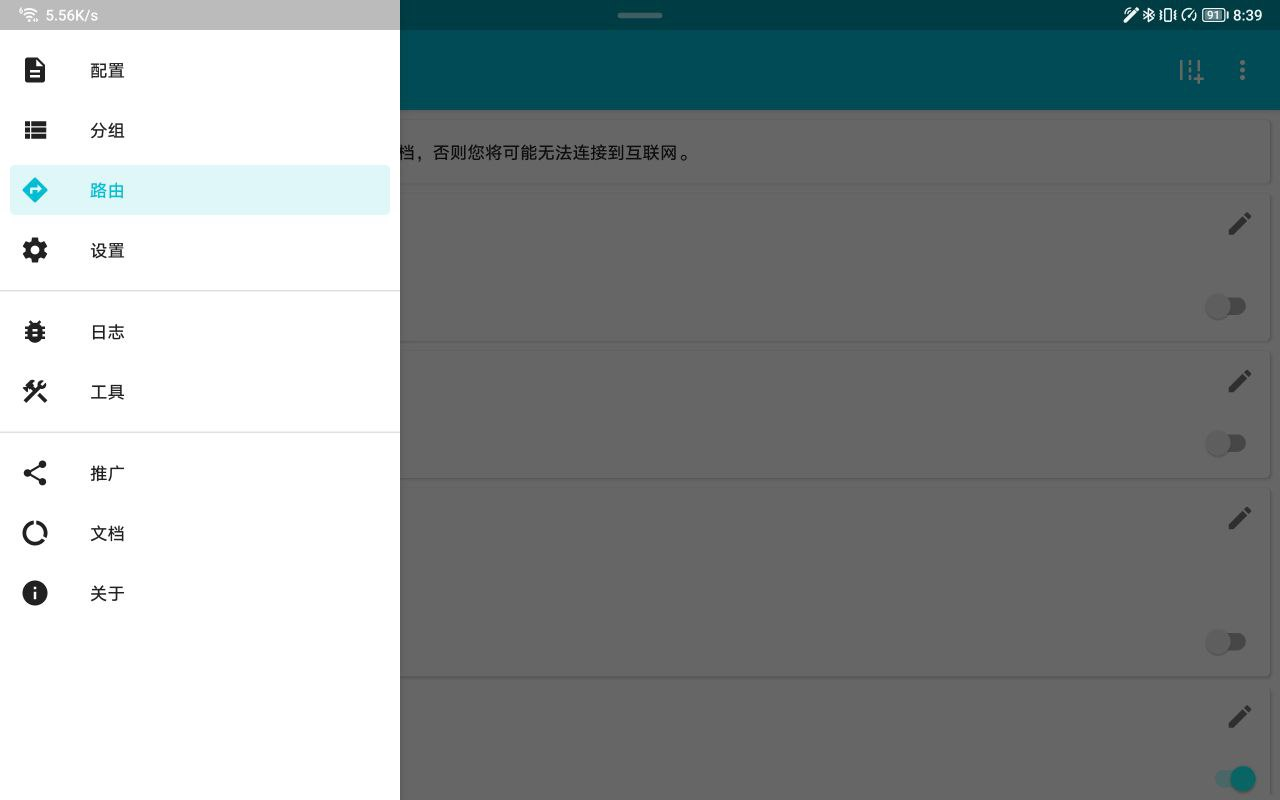 5.56K/s
91
8:39
配置
分组
路由
设置
日志
工具
推广
文档
关于
档，否则您将可能无法连接到互联网。